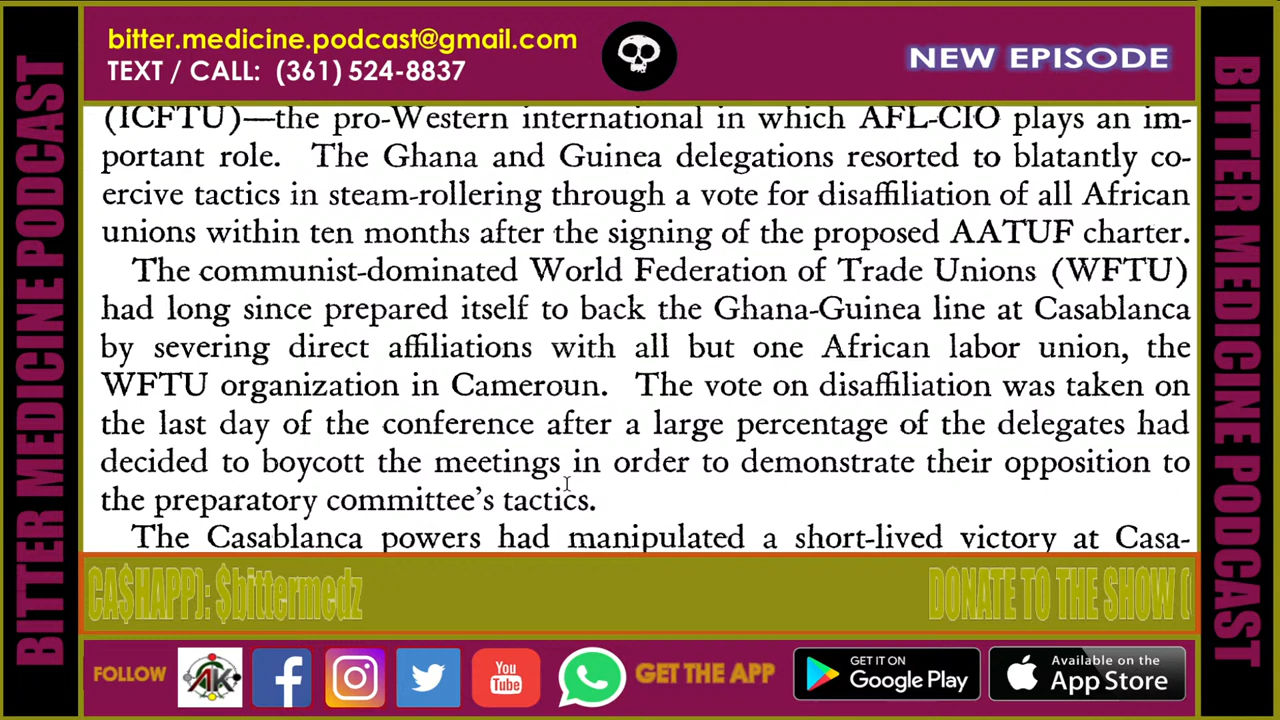 bitter.medicine.podcast@gmail.com
TEXT / CALL: (361) 524-8837
NEW EPISODE
BITTER MEDICINE PODCAST
(ICFTU)—the pro-Western international in which AFL-CIO plays an im-
portant role. The Ghana and Guinea delegations resorted to blatantly co-
ercive tactics in steam-rollering through a vote for disaffiliation of all African
unions within ten months after the signing of the proposed AATUF charter.
The communist-dominated World Federation of Trade Unions (WFTU)
had long since prepared itself to back the Ghana-Guinea line at Casablanca
by severing direct affiliations with all but one African labor union, the
WFTU organization in Cameroun. The vote on disaffiliation was taken on
the last day of the conference after a large percentage of the delegates had
decided to boycott the meetings in order to demonstrate their opposition to
the preparatory committee's tactics.
The Casablanca powers had manipulated a short-lived victory at Casa-
BITTER MEDICINE PODCAST
CA$HAPP): $bittermedz
DONATE TO THE SHOW (
FOLLOW
ATK
You
Tube
GET THE APP
GET IT ON
Google Play
Available on the
App Store